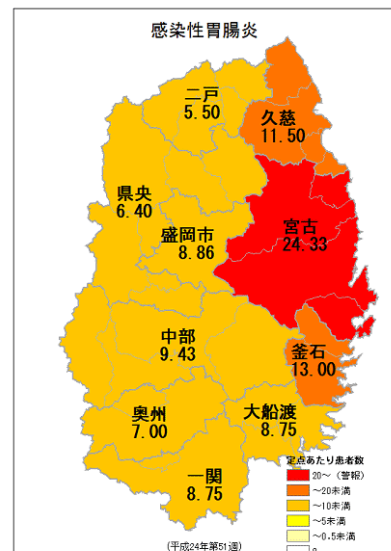 感染性胃腸炎
二戸
5.50
久慈
11.50
県央
6.40
盛岡市
8.86
宮古
24.33
中部
9.43
釜石
13.00
奥州
7.00
大船渡
8.75
一関
8.75
定点あたり患者数
20～（警報）
～20未満
～10未満
～5未満
～0.5未満
0
(平成24年第51週)